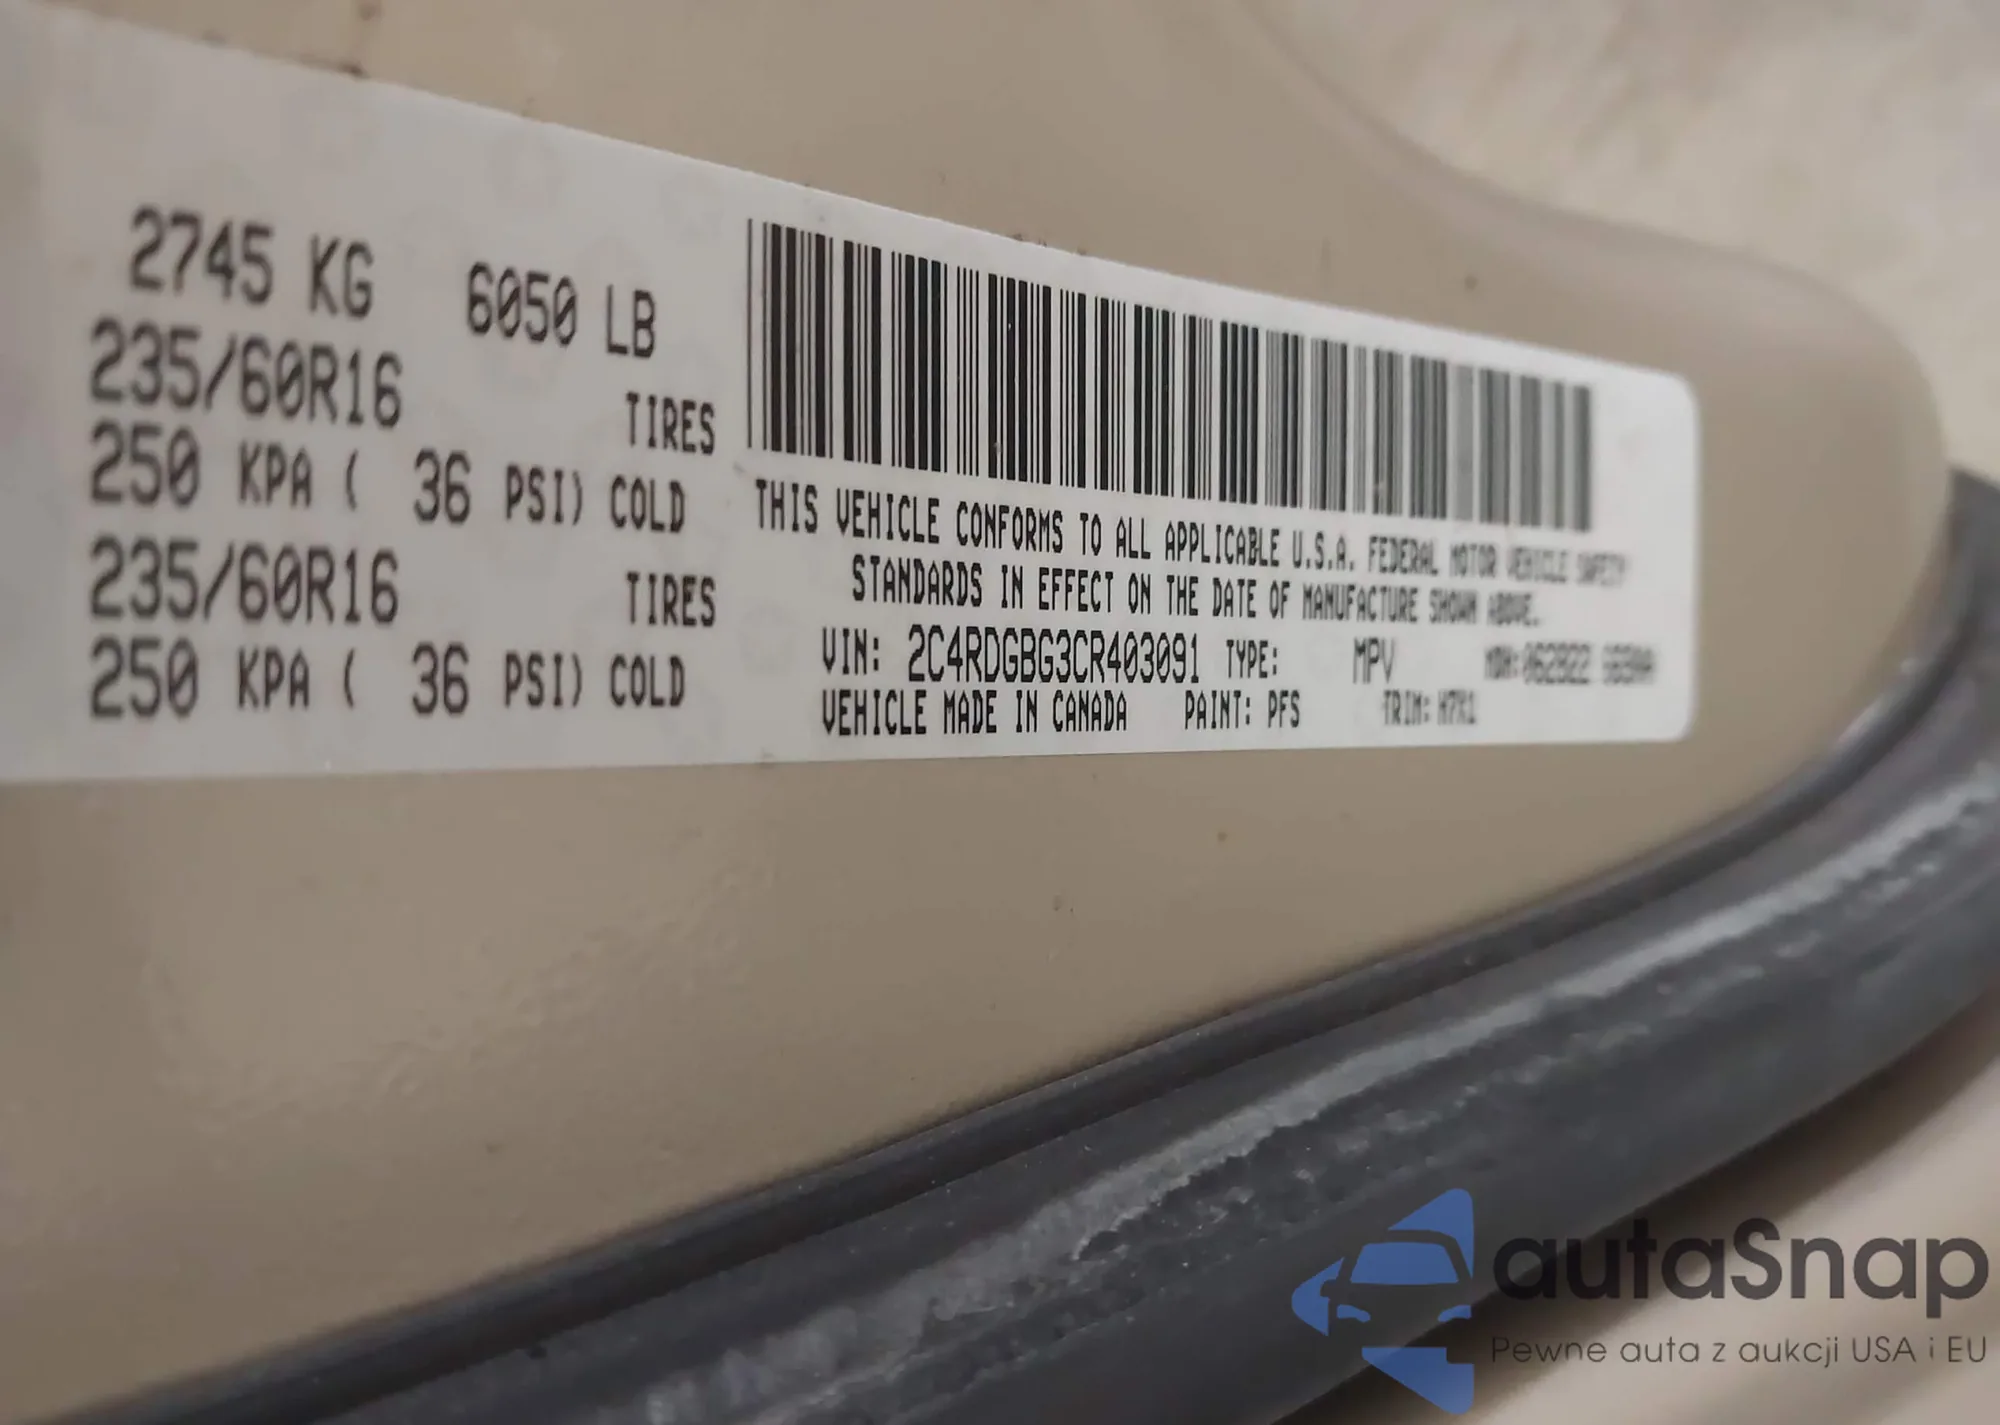 2745 KG 6050 LB
235/60R16 TIRES
250 KPA ( 36 PSI) COLD
235/60R16 TIRES
250 KPA ( 36 PSI) COLD
THIS VEHICLE CONFORMS TO ALL APPLICABLE U.S.A. FEDERAL MOTOR VEHICLE SAFETY
STANDARDS IN EFFECT ON THE DATE OF MANUFACTURE SHOWN ABOVE.
VIN: 2C4RDGBG3CR403091 TYPE: MPV MDH:
VEHICLE MADE IN CANADA PAINT: PFS TRIM:
autaSnap
Pewne auta z aukcji USA i EU